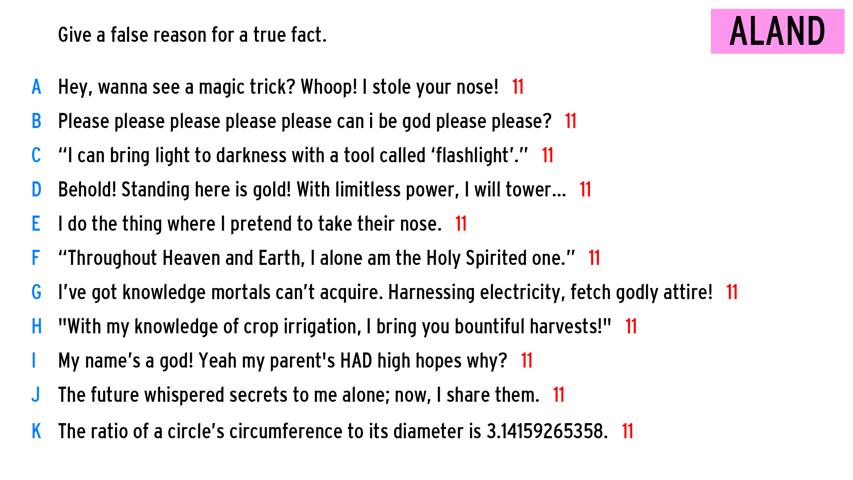 Give a false reason for a true fact.
ALAND
A Hey, wanna see a magic trick? Whoop! I stole your nose! 11
B Please please please please please can i be god please please? 11
C “I can bring light to darkness with a tool called ‘flashlight’.” 11
D Behold! Standing here is gold! With limitless power, I will tower... 11
E I do the thing where I pretend to take their nose. 11
F “Throughout Heaven and Earth, I alone am the Holy Spirited one.” 11
G I’ve got knowledge mortals can’t acquire. Harnessing electricity, fetch godly attire! 11
H "With my knowledge of crop irrigation, I bring you bountiful harvests!" 11
I My name’s a god! Yeah my parent's HAD high hopes why? 11
J The future whispered secrets to me alone; now, I share them. 11
K The ratio of a circle’s circumference to its diameter is 3.14159265358. 11